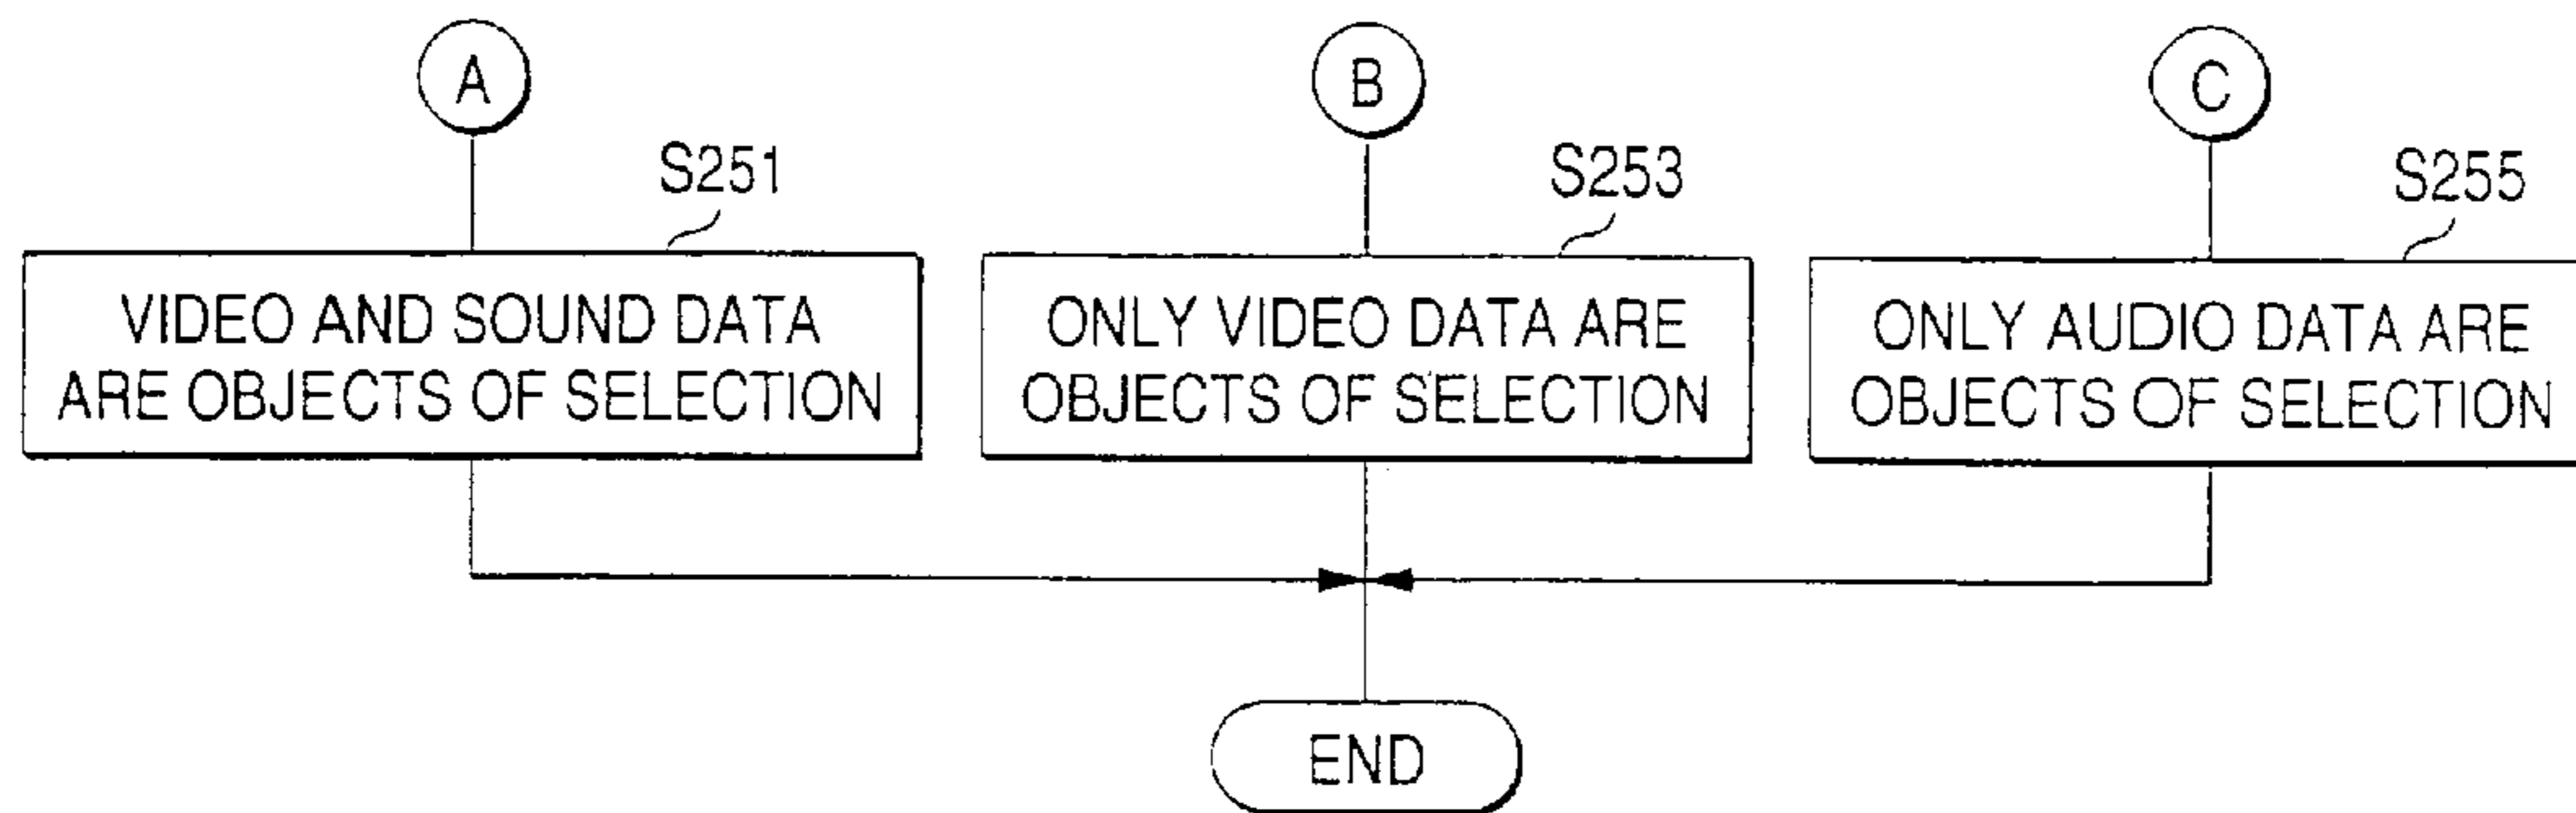 A
B
C
S251
S253
S255
VIDEO AND SOUND DATA
ARE OBJECTS OF SELECTION
ONLY VIDEO DATA ARE
OBJECTS OF SELECTION
ONLY AUDIO DATA ARE
OBJECTS OF SELECTION
END